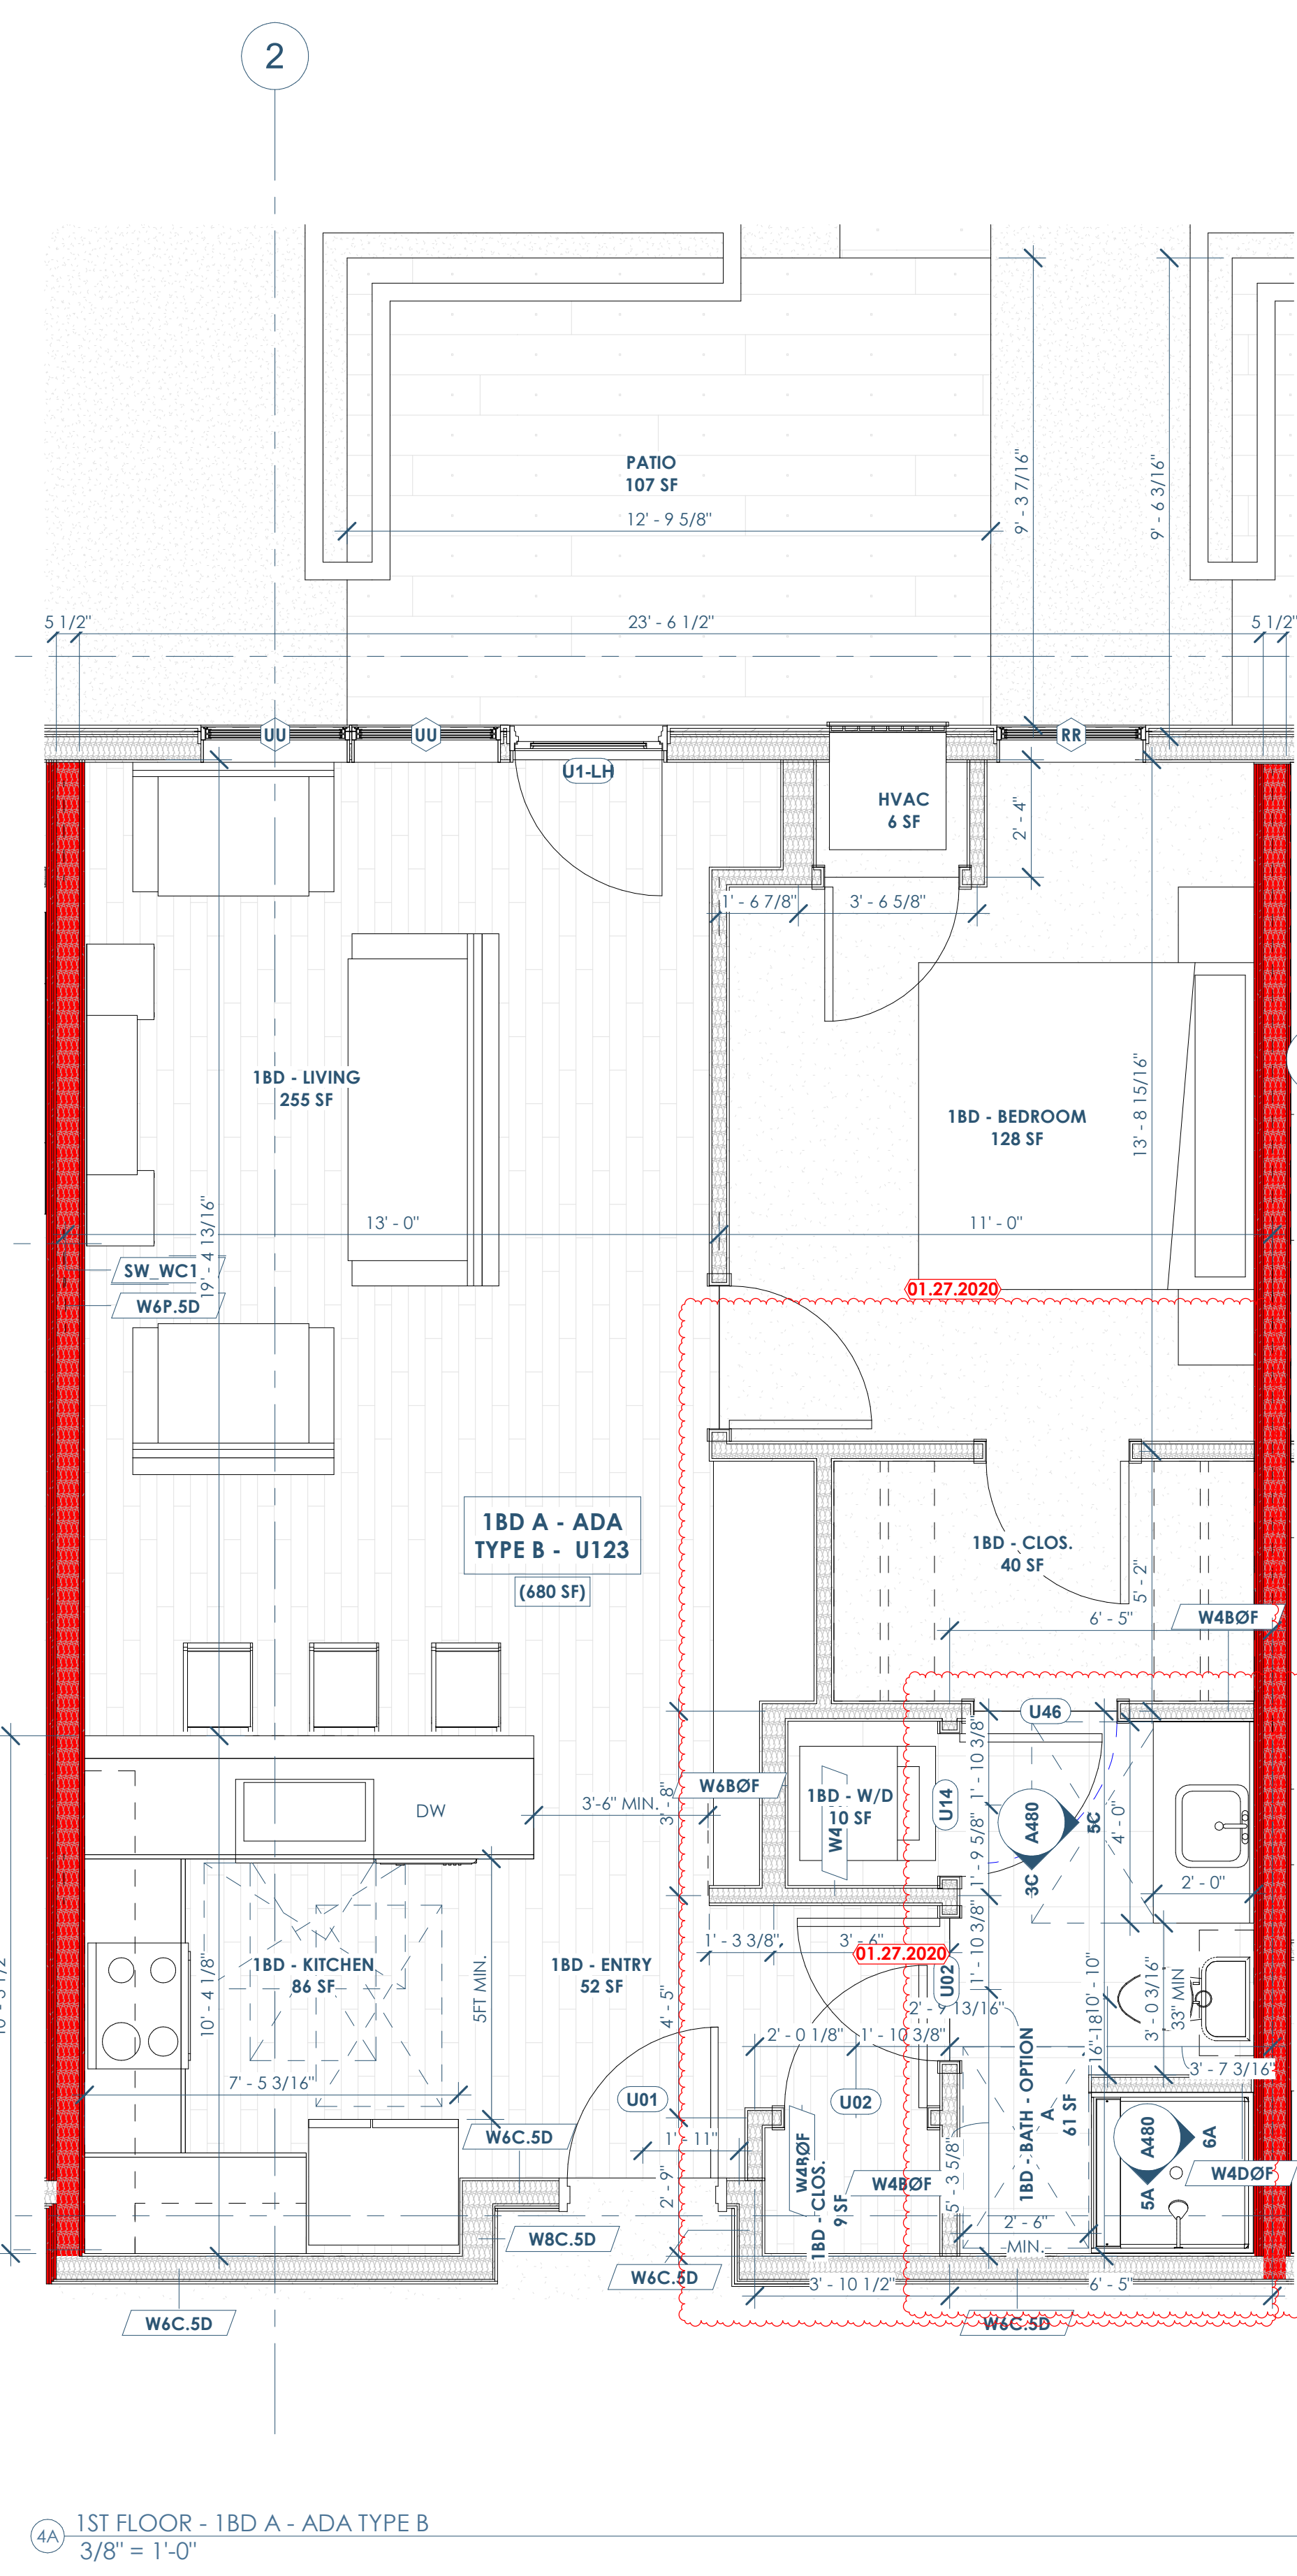 2
PATIO
107 SF
12' - 9 5/8"
9' - 3 7/16"
9' - 6 3/16"
5 1/2"
23' - 6 1/2"
5 1/2"
UU
UU
RR
U1-LH
HVAC
6 SF
2' - 4"
1' - 6 7/8"
3' - 6 5/8"
1BD - LIVING
255 SF
13' - 8 15/16"
1BD - BEDROOM
128 SF
13' - 0"
11' - 0"
19' - 4 13/16"
SW_WC1
W6P.5D
01.27.2020
1BD A - ADA
TYPE B - U123
(680 SF)
1BD - CLOS.
40 SF
5' - 2"
6' - 5"
W4BØF
U46
W6BØF
1BD - W/D
10 SF
W4
U14
1' - 10 3/8"
1' - 9 5/8"
1' - 10 3/8"
A480
3C
5C
4' - 0"
DW
3'-6" MIN.
3' - 8"
2' - 0"
1' - 3 3/8"
3' - 6"
01.27.2020
U02
1BD - KITCHEN
86 SF
10' - 4 1/8"
5FT MIN.
1BD - ENTRY
52 SF
4' - 5"
2' - 9 13/16"
2' - 0 1/8"
1' - 10 3/8"
10' - 10"
16"-18"
3' - 0 3/16"
33" MIN
3' - 7 3/16"
7' - 5 3/16"
U01
U02
1BD - BATH - OPTION
A
61 SF
W6C.5D
1' - 11"
2' - 9"
W4BØF
1BD - CLOS.
9 SF
W4BØF
5' - 3 5/8"
A480
5A
6A
W4DØF
2' - 6"
MIN.
W8C.5D
W6C.5D
3' - 10 1/2"
6' - 5"
W6C.5D
W6C.5D
4A
1ST FLOOR - 1BD A - ADA TYPE B
3/8" = 1'-0"